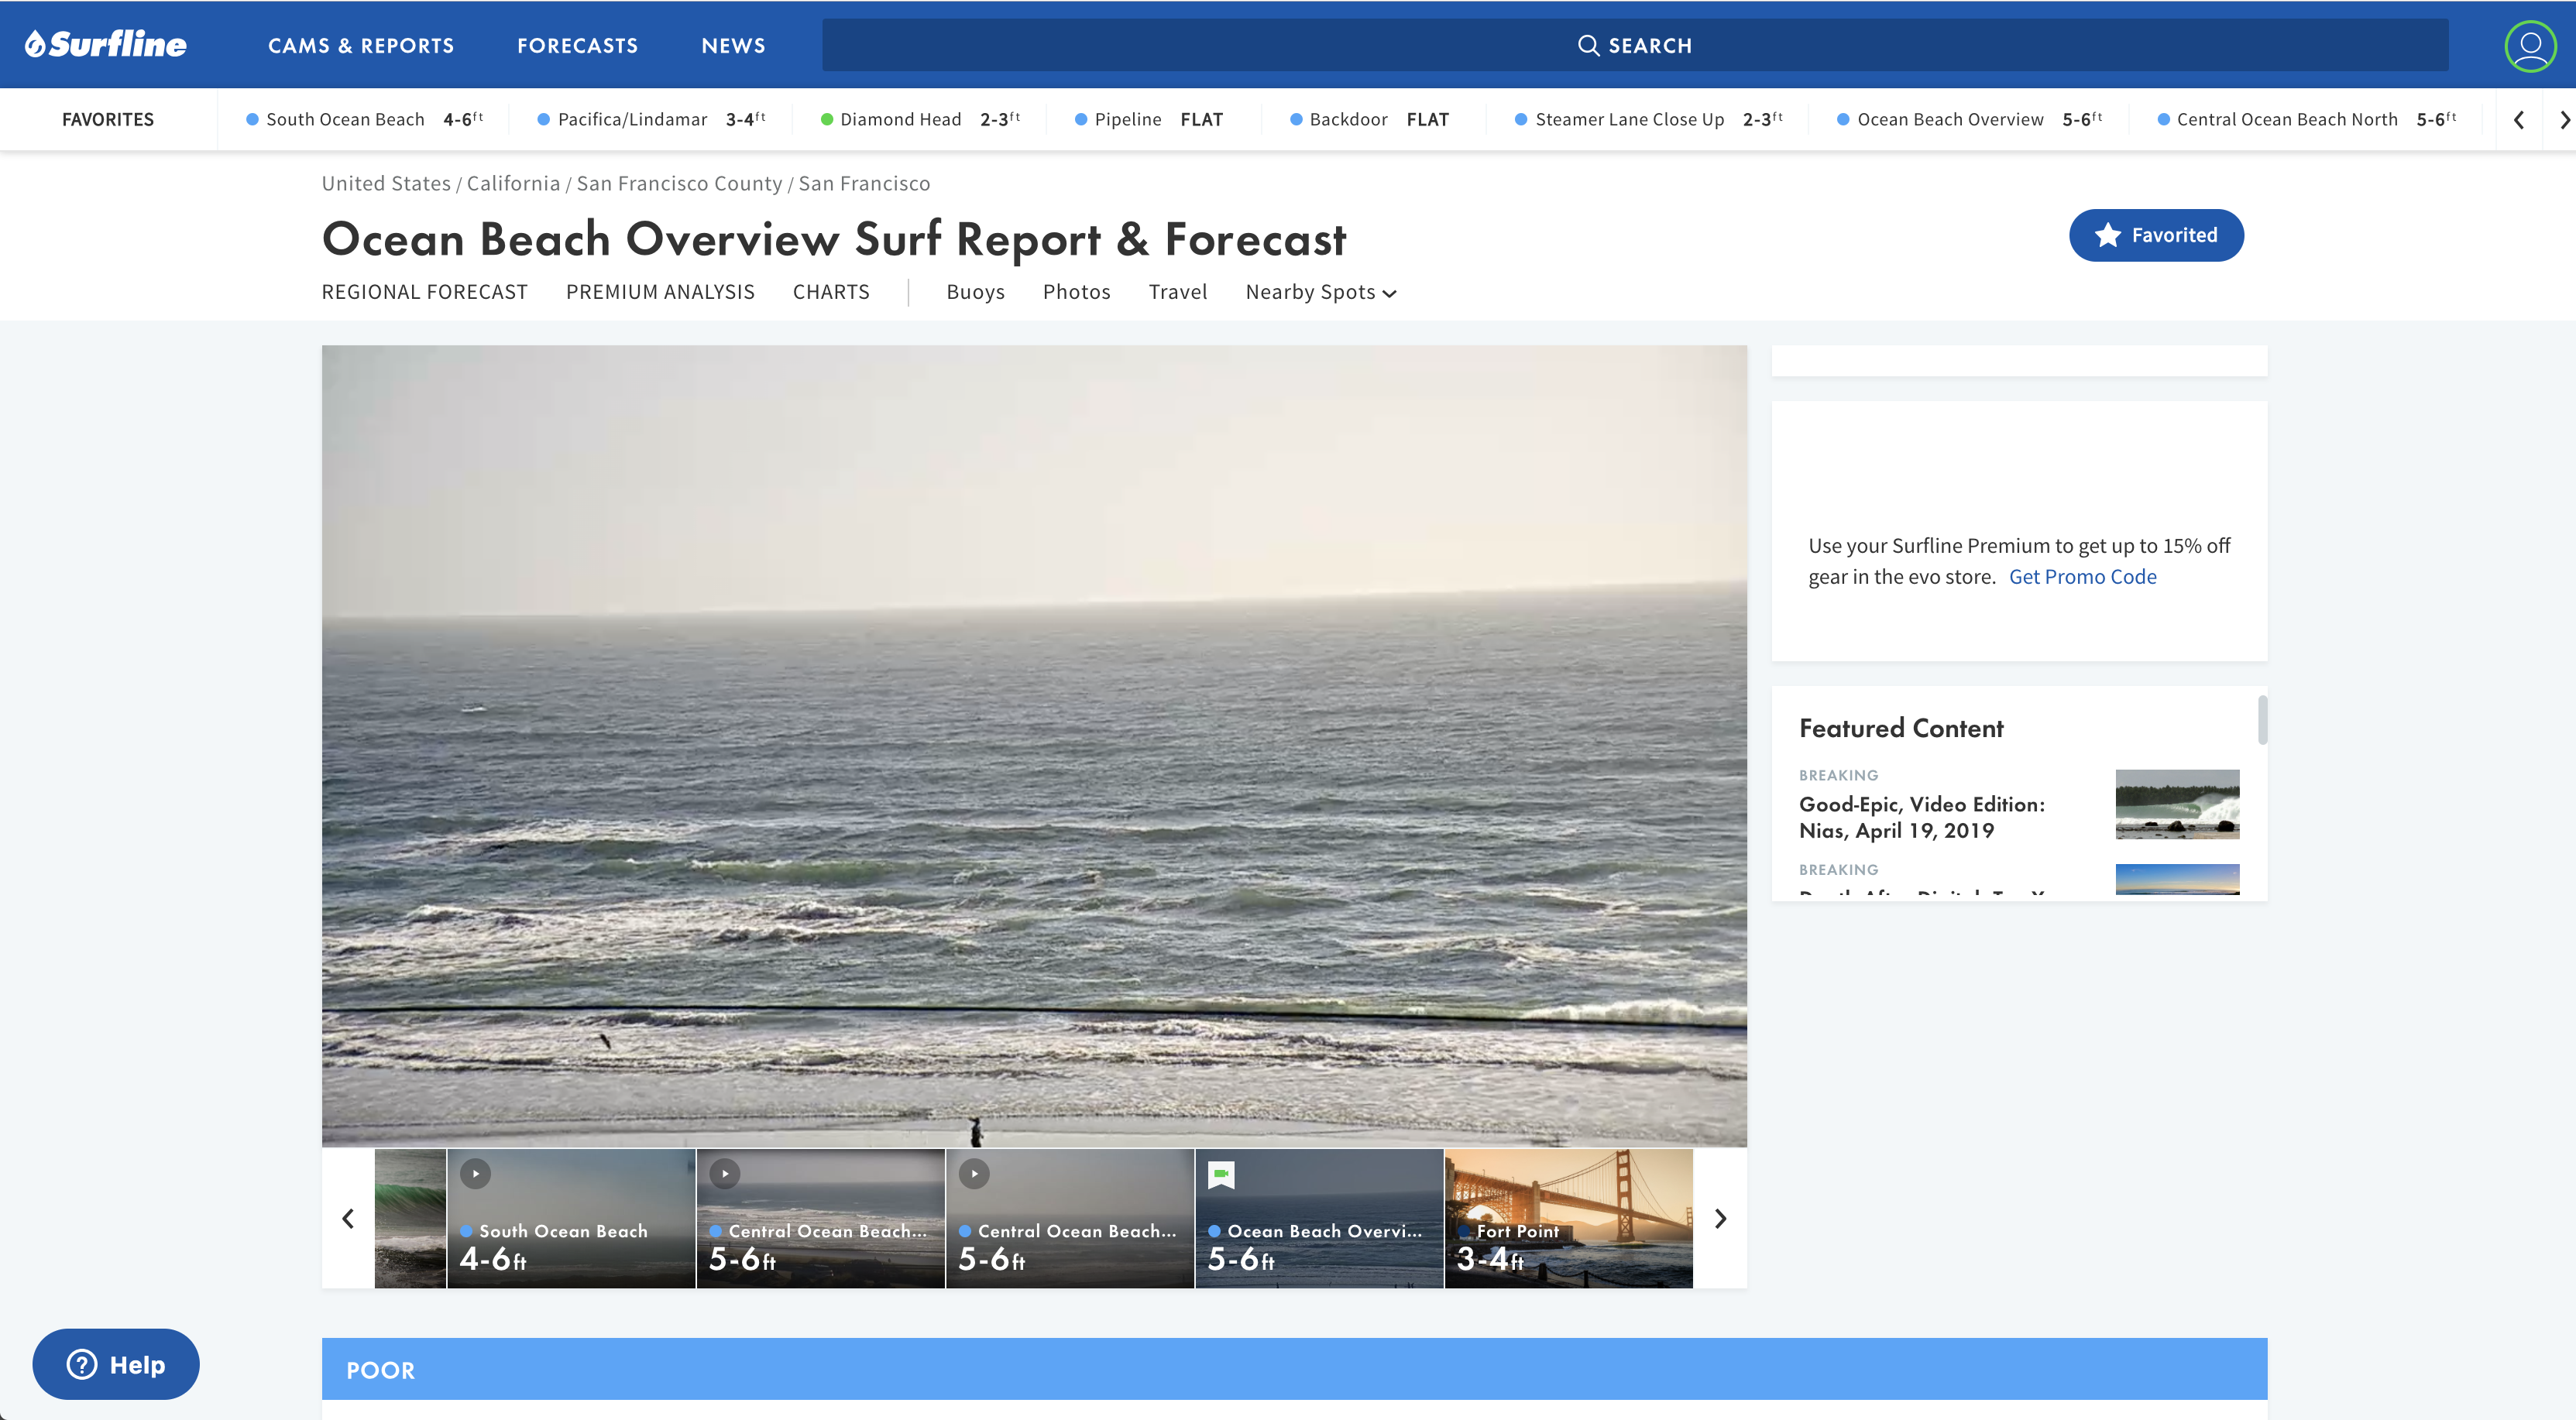 Surfline
CAMS & REPORTS FORECASTS NEWS SEARCH
FAVORITES South Ocean Beach 4-6ft Pacifica/Lindamar 3-4ft Diamond Head 2-3ft Pipeline FLAT Backdoor FLAT Steamer Lane Close Up 2-3ft Ocean Beach Overview 5-6ft Central Ocean Beach North 5-6ft
United States / California / San Francisco County / San Francisco
Ocean Beach Overview Surf Report & Forecast
Favorited
REGIONAL FORECAST PREMIUM ANALYSIS CHARTS Buoys Photos Travel Nearby Spots
Use your Surfline Premium to get up to 15% off
gear in the evo store. Get Promo Code
Featured Content
BREAKING
Good-Epic, Video Edition:
Nias, April 19, 2019
BREAKING
South Ocean Beach
4-6ft
Central Ocean Beach...
5-6ft
Central Ocean Beach...
5-6ft
Ocean Beach Overvi...
5-6ft
Fort Point
3-4ft
Help
POOR